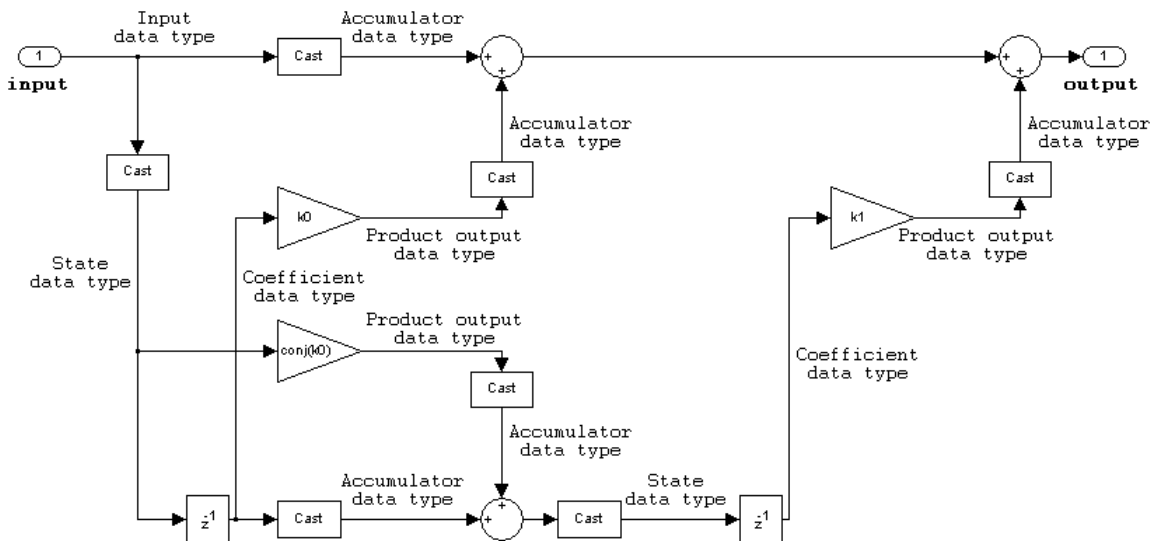 Input
data type
Accumulator
data type
1
input
Cast
+
+
+
+
1
output
Accumulator
data type
Accumulator
data type
Cast
Cast
Cast
k0
k1
Product output
data type
Product output
data type
State
data type
Coefficient
data type
Product output
data type
conj(k0)
Coefficient
data type
Cast
Accumulator
data type
Accumulator
data type
State
data type
z-1
Cast
+
+
Cast
z-1